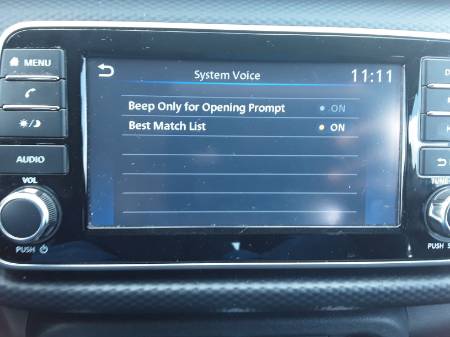 MENU
System Voice 11:11
Beep Only for Opening Prompt ON
Best Match List ON
AUDIO
VOL
TUNE
PUSH
PUSH